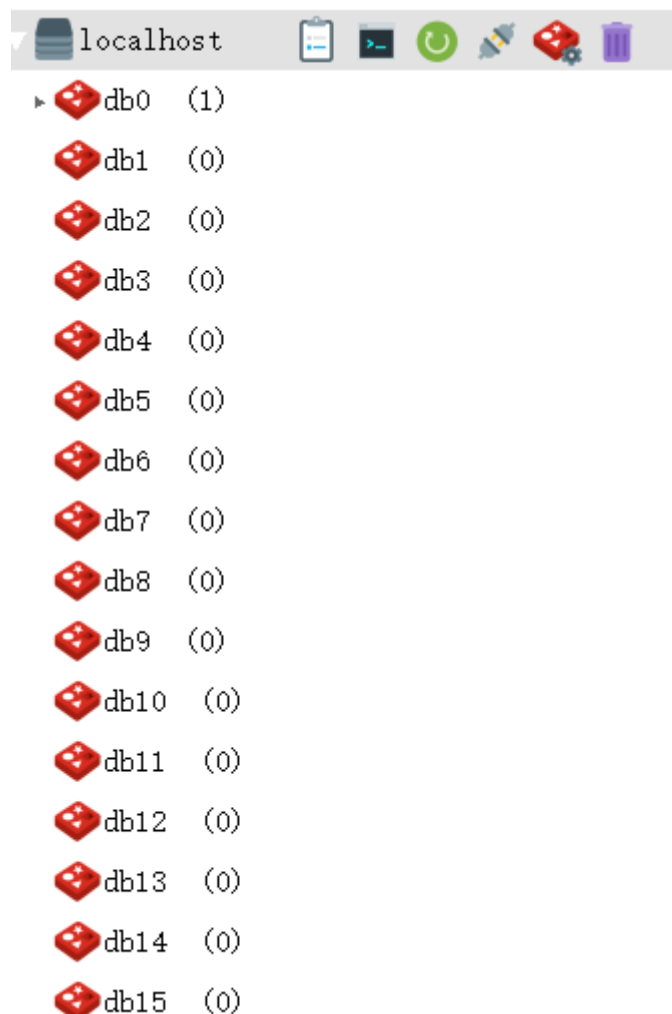 localhost
db0 (1)
db1 (0)
db2 (0)
db3 (0)
db4 (0)
db5 (0)
db6 (0)
db7 (0)
db8 (0)
db9 (0)
db10 (0)
db11 (0)
db12 (0)
db13 (0)
db14 (0)
db15 (0)